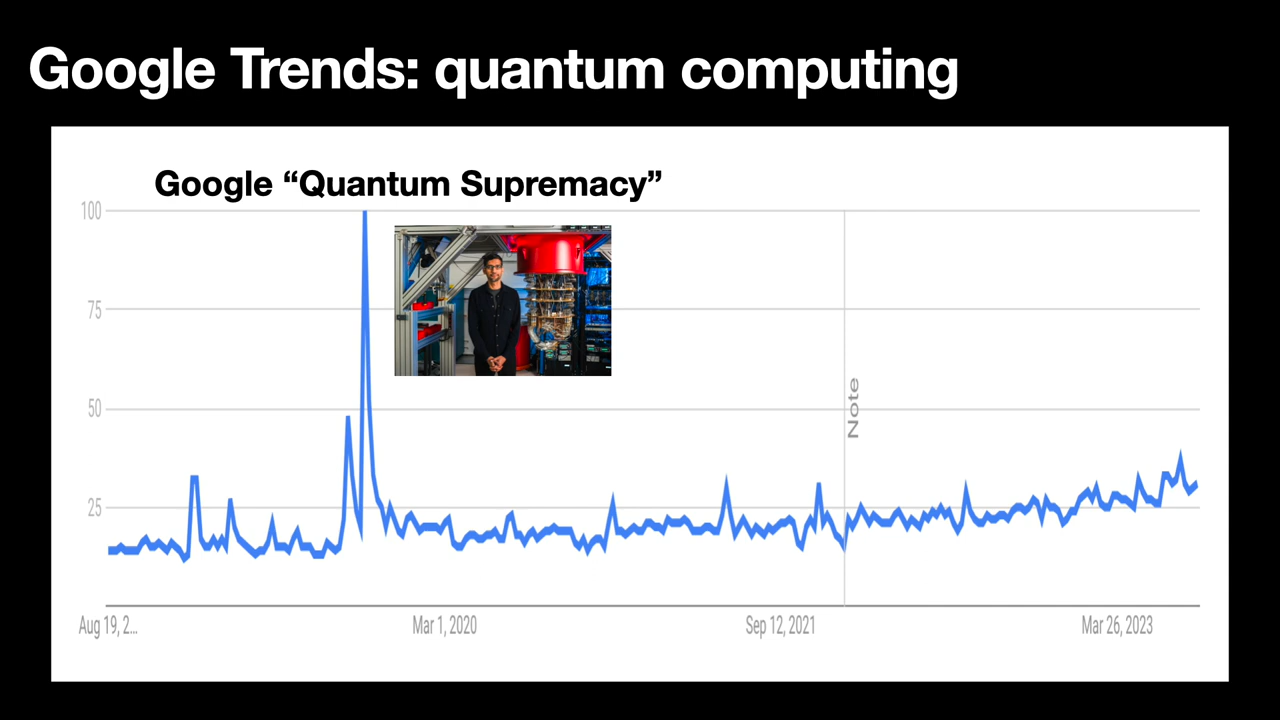 Google Trends: quantum computing
Google “Quantum Supremacy”
100
75
50
25
Note
Aug 19, 2...
Mar 1, 2020
Sep 12, 2021
Mar 26, 2023